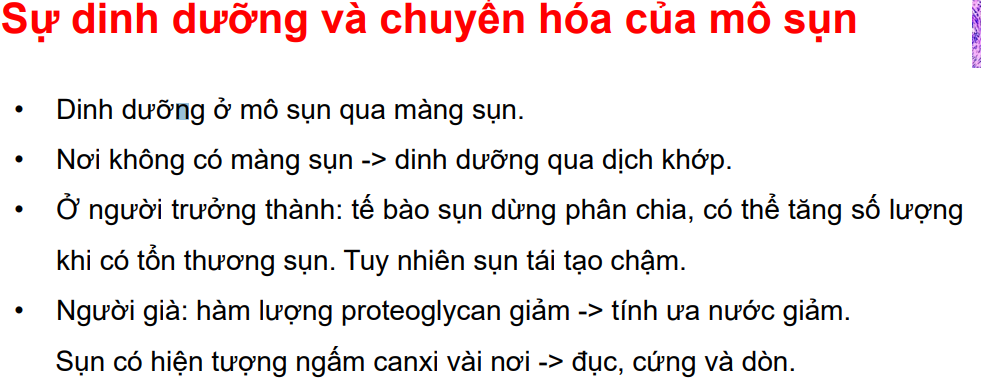 Sự dinh dưỡng và chuyển hóa của mô sụn
• Dinh dưỡng ở mô sụn qua màng sụn.
• Nơi không có màng sụn -> dinh dưỡng qua dịch khớp.
• Ở người trưởng thành: tế bào sụn dừng phân chia, có thể tăng số lượng
khi có tổn thương sụn. Tuy nhiên sụn tái tạo chậm.
• Người già: hàm lượng proteoglycan giảm -> tính ưa nước giảm.
Sụn có hiện tượng ngấm canxi vài nơi -> đục, cứng và dòn.